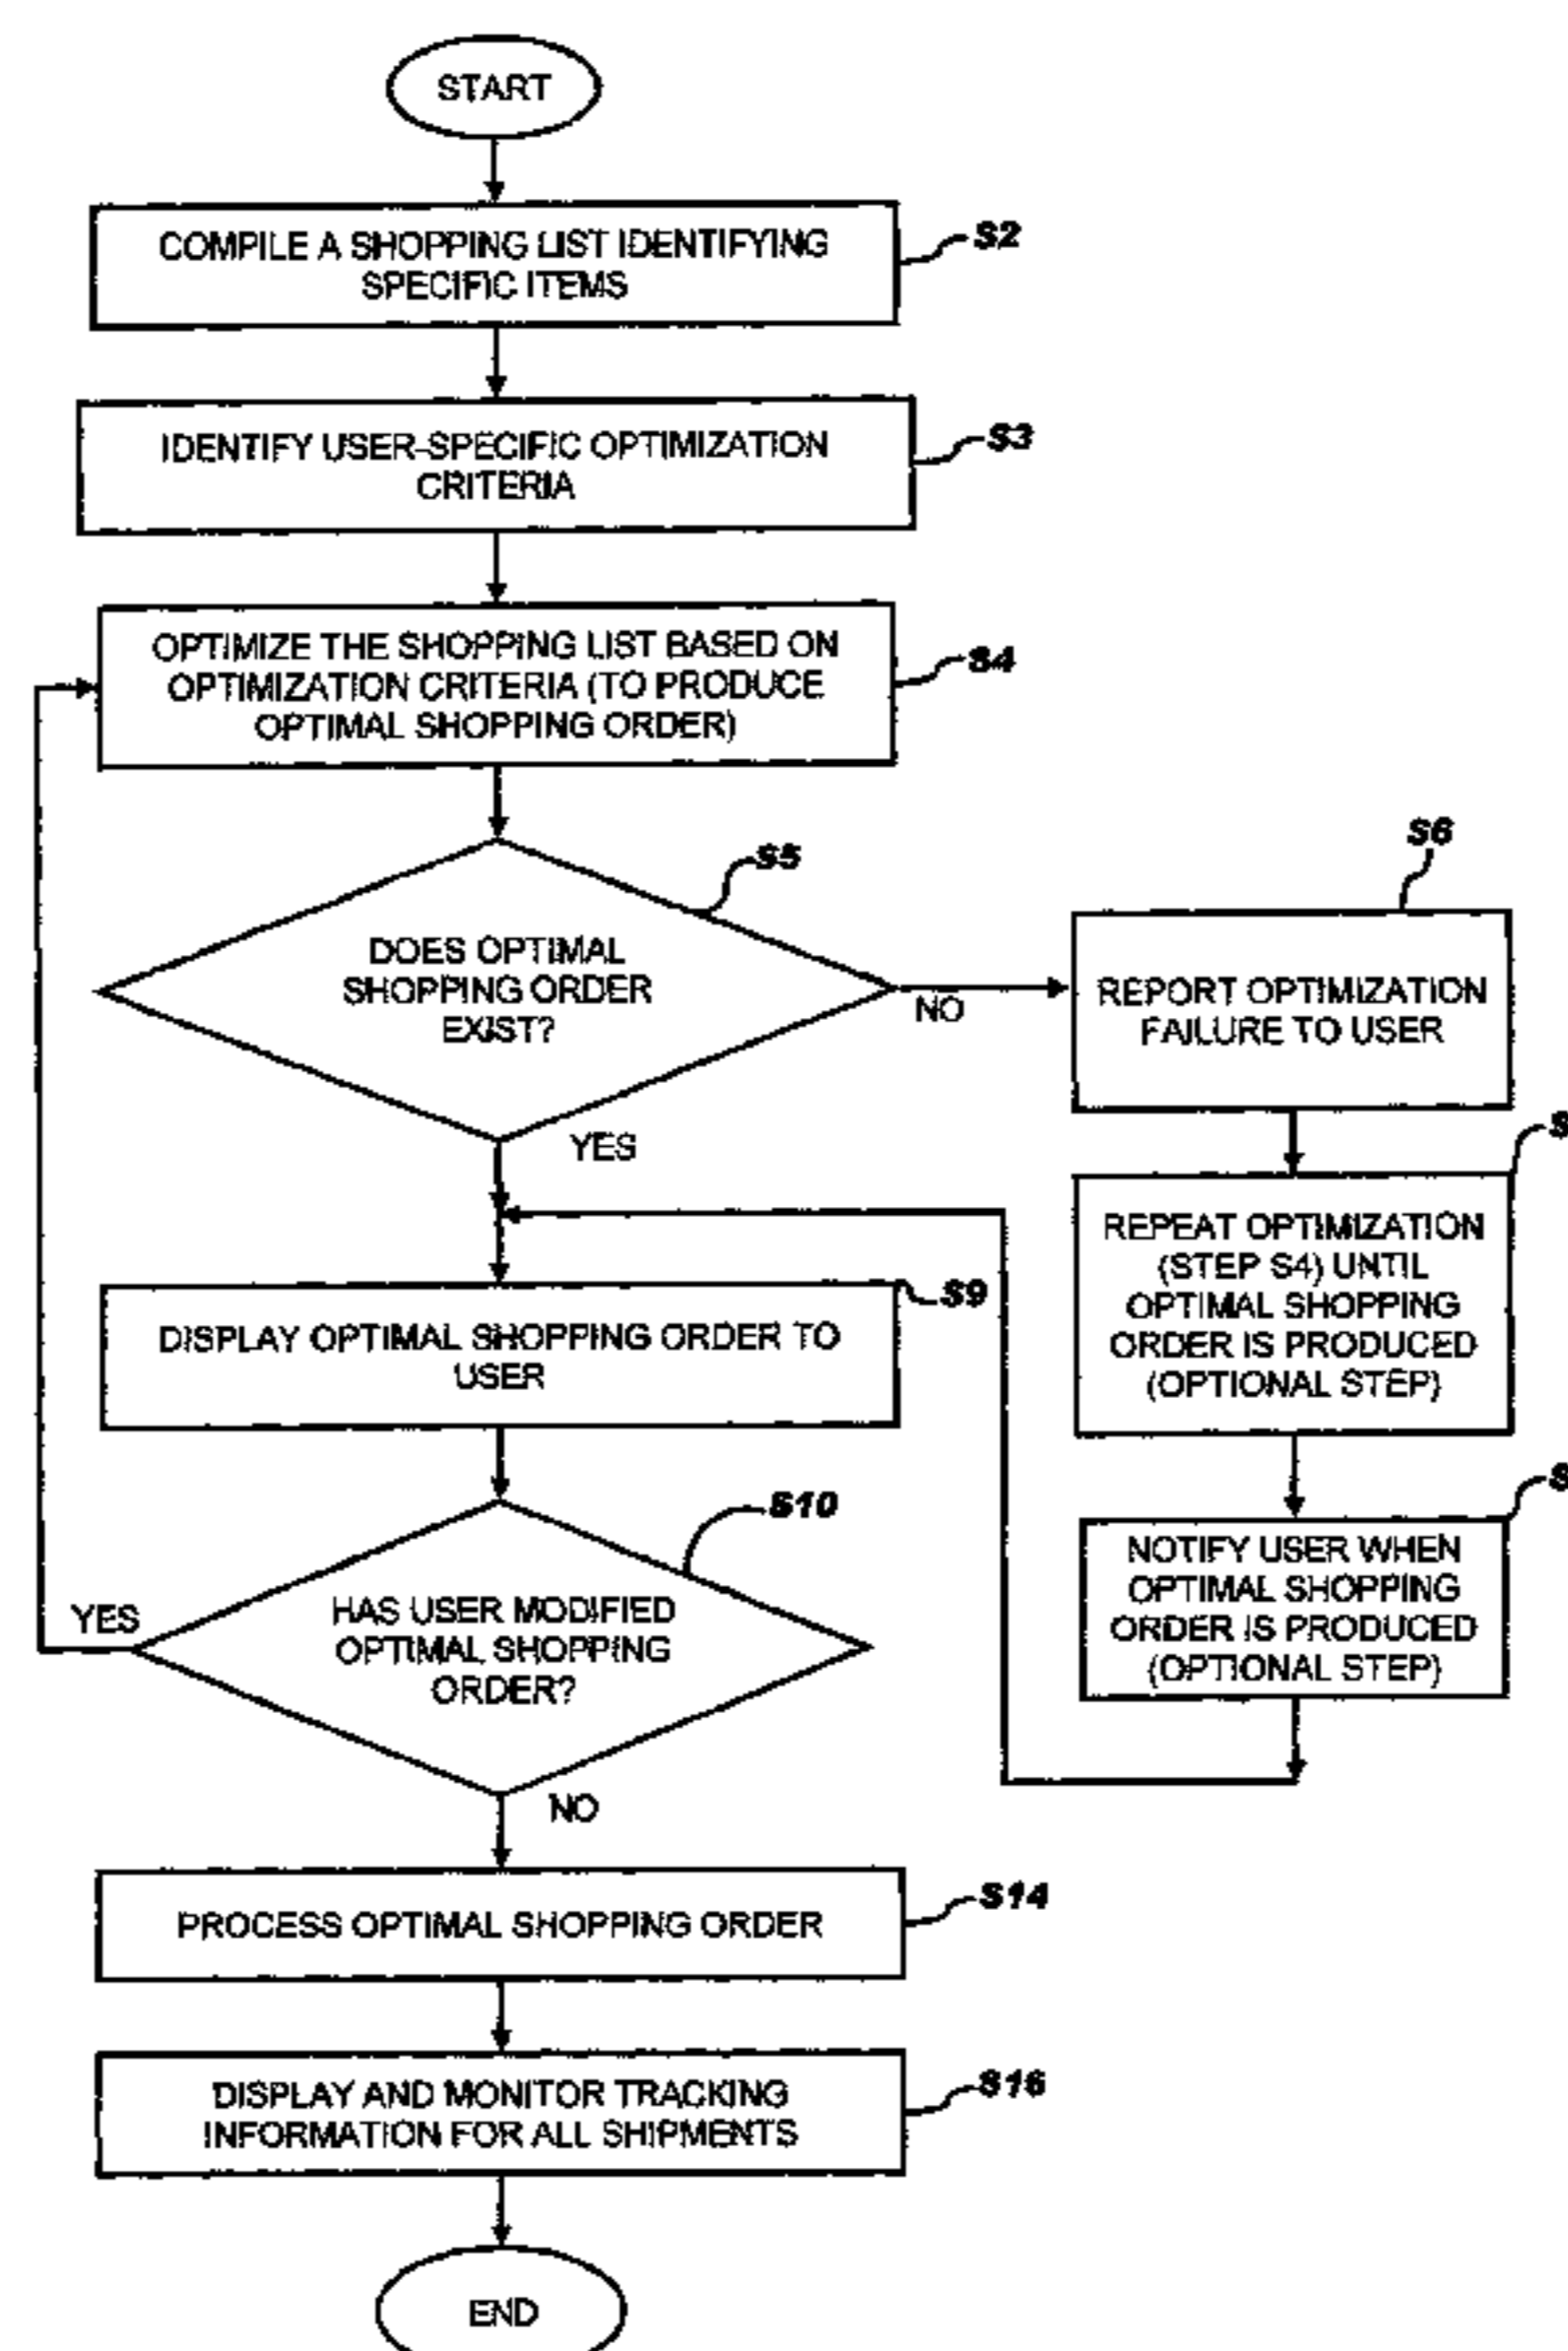 START
COMPILE A SHOPPING LIST IDENTIFYING
SPECIFIC ITEMS
S2
IDENTIFY USER-SPECIFIC OPTIMIZATION
CRITERIA
S3
OPTIMIZE THE SHOPPING LIST BASED ON
OPTIMIZATION CRITERIA (TO PRODUCE
OPTIMAL SHOPPING ORDER)
S4
DOES OPTIMAL
SHOPPING ORDER
EXIST?
S5
NO
YES
S6
REPORT OPTIMIZATION
FAILURE TO USER
S
REPEAT OPTIMIZATION
(STEP S4) UNTIL
OPTIMAL SHOPPING
ORDER IS PRODUCED
(OPTIONAL STEP)
S
NOTIFY USER WHEN
OPTIMAL SHOPPING
ORDER IS PRODUCED
(OPTIONAL STEP)
DISPLAY OPTIMAL SHOPPING ORDER TO
USER
S9
HAS USER MODIFIED
OPTIMAL SHOPPING
ORDER?
S10
YES
NO
PROCESS OPTIMAL SHOPPING ORDER
S14
DISPLAY AND MONITOR TRACKING
INFORMATION FOR ALL SHIPMENTS
S16
END